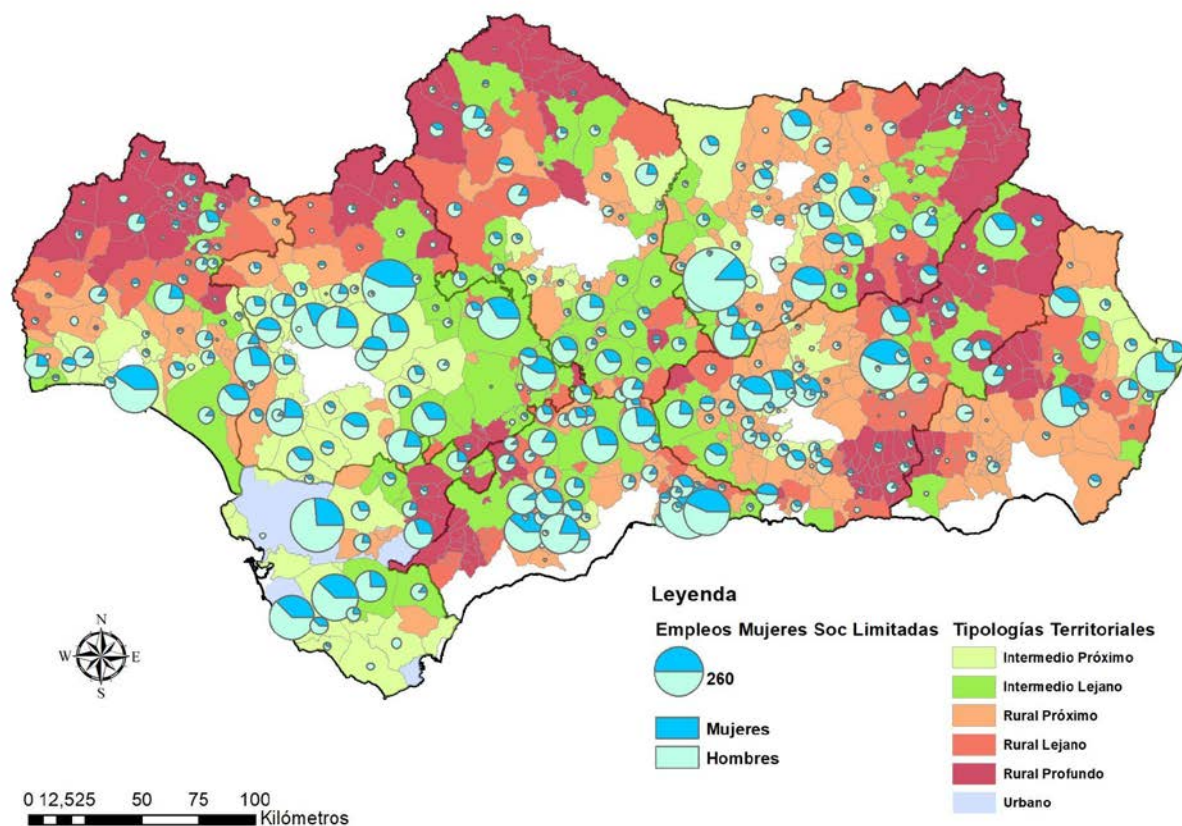 Leyenda
Empleos Mujeres Soc Limitadas
260
Mujeres
Hombres
Tipologías Territoriales
Intermedio Próximo
Intermedio Lejano
Rural Próximo
Rural Lejano
Rural Profundo
Urbano
N
W E
S
0 12,525 50 75 100
Kilómetros